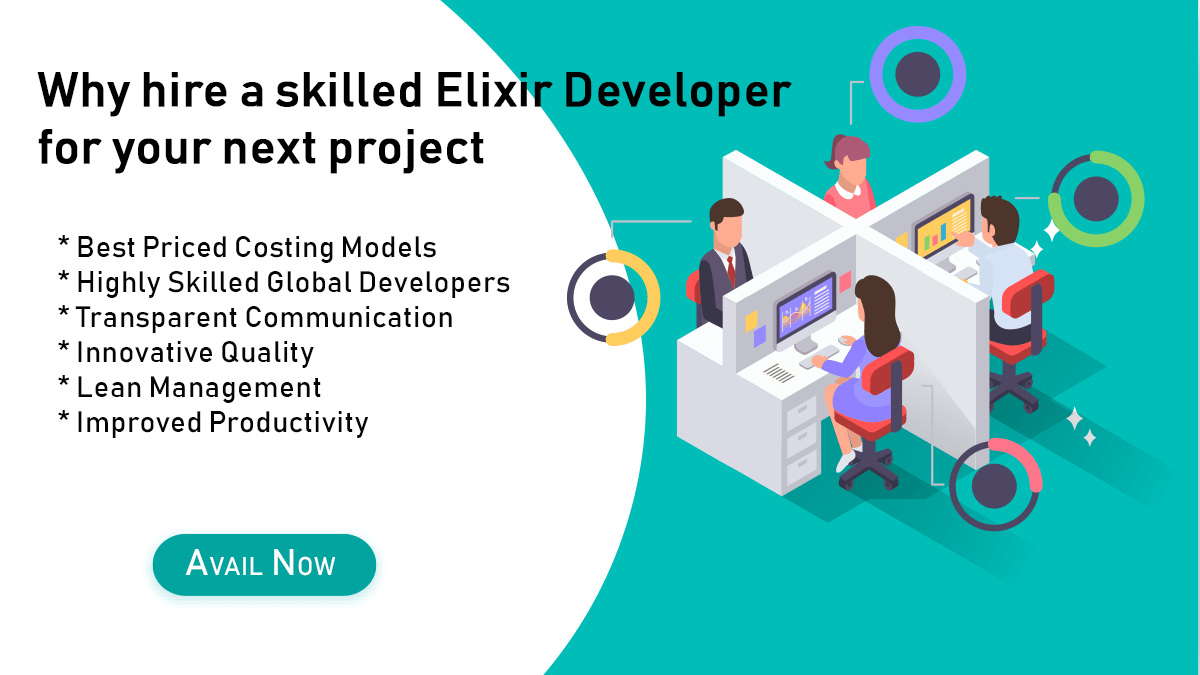 Why hire a skilled Elixir Developer
for your next project
* Best Priced Costing Models
* Highly Skilled Global Developers
* Transparent Communication
* Innovative Quality
* Lean Management
* Improved Productivity
Avail Now